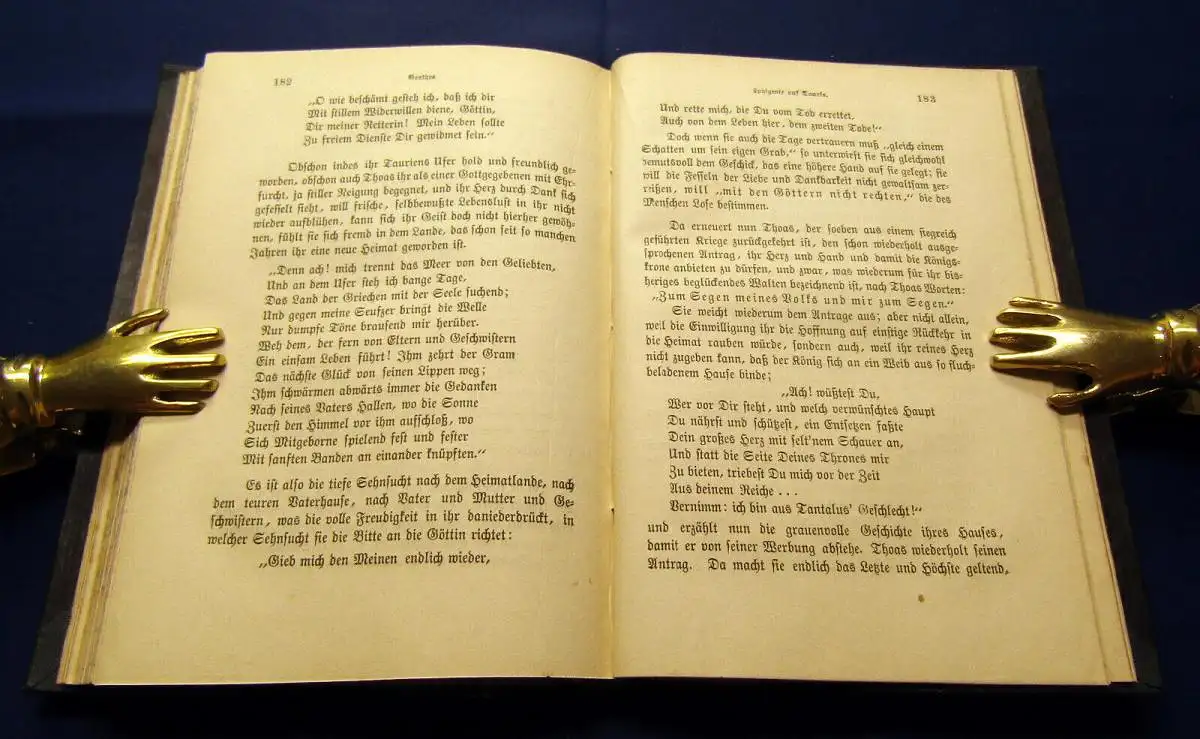 182
Goethes
„O wie beschämt gesteh ich, daß ich dir
Mit stillem Widerwillen diene, Göttin,
Dir meiner Retterin! Mein Leben sollte
Zu freiem Dienste Dir gewidmet sein.“
Obschon indes ihr Tauriens Ufer hold und freundlich ge-
worden, obschon auch Thoas ihr als einer Gottgegebenen mit Ehr-
furcht, ja stiller Neigung begegnet, und ihr Herz durch Dank sich
gefesselt sieht, will frische, selbbewußte Lebenslust in ihr nicht
wieder aufblühen, kann sich ihr Geist doch nicht hierher gewöh-
nen, fühlt sie sich fremd in dem Lande, das schon seit so manchen
Jahren ihr eine neue Heimat geworden ist.
„Denn ach! mich trennt das Meer von den Geliebten,
Und an dem Ufer steh ich bange Tage,
Das Land der Griechen mit der Seele suchend;
Und gegen meine Seufzer bringt die Welle
Nur dumpfe Töne brausend mir herüber.
Weh dem, der fern von Eltern und Geschwistern
Ein einsam Leben führt! Ihm zehrt der Gram
Das nächste Glück von seinen Lippen weg;
Ihm schwärmen abwärts immer die Gedanken
Nach seines Vaters Hallen, wo die Sonne
Zuerst den Himmel vor ihm aufschloß, wo
Sich Mitgeborne spielend fest und fester
Mit sanften Banden an einander knüpften.“
Es ist also die tiefe Sehnsucht nach dem Heimatlande, nach
dem teuren Vaterhause, nach Vater und Mutter und Ge-
schwistern, was die volle Freudigkeit in ihr daniederdrückt, in
welcher Sehnsucht sie die Bitte an die Göttin richtet:
„Gieb mich den Meinen endlich wieder,
Iphigenie auf Tauris.
183
Und rette mich, die Du vom Tod errettet,
Auch von dem Leben hier, dem zweiten Tode!“
Doch wenn sie auch die Tage vertrauern muß „gleich einem
Schatten um sein eigen Grab,“ so unterwirft sie sich gleichwohl
demutsvoll dem Geschick, das eine höhere Hand auf sie gelegt; sie
will die Fesseln der Liebe und Dankbarkeit nicht gewaltsam zer-
reißen, will „mit den Göttern nicht rechten,“ die des
Menschen Lose bestimmen.
Da erneuert nun Thoas, der soeben aus einem siegreich
geführten Kriege zurückgekehrt ist, den schon wiederholt ausge-
sprochenen Antrag, ihr Herz und Hand und damit die Königs-
krone anbieten zu dürfen, und zwar, was wiederum für ihr bis-
heriges beglückendes Walten bezeichnend ist, nach Thoas Worten:
„Zum Segen meines Volks und mir zum Segen.“
Sie weicht wiederum dem Antrage aus; aber nicht allein,
weil die Einwilligung ihr die Hoffnung auf einstige Rückkehr in
die Heimat rauben würde, sondern auch, weil ihr reines Herz
nicht zugeben kann, daß der König sich an ein Weib aus so fluch-
beladenem Hause binde;
„Ach! wüßtest Du,
Wer vor Dir steht, und welch verwünschtes Haupt
Du nährst und schützest, ein Entsetzen faßte
Dein großes Herz mit selt'nem Schauer an,
Und statt die Seite Deines Thrones mir
Zu bieten, triebest Du mich vor der Zeit
Aus deinem Reiche . . .
Vernimm: ich bin aus Tantalus' Geschlecht!“
und erzählt nun die grauenvolle Geschichte ihres Hauses,
damit er von seiner Werbung abstehe. Thoas wiederholt seinen
Antrag. Da macht sie endlich das Letzte und Höchste geltend,